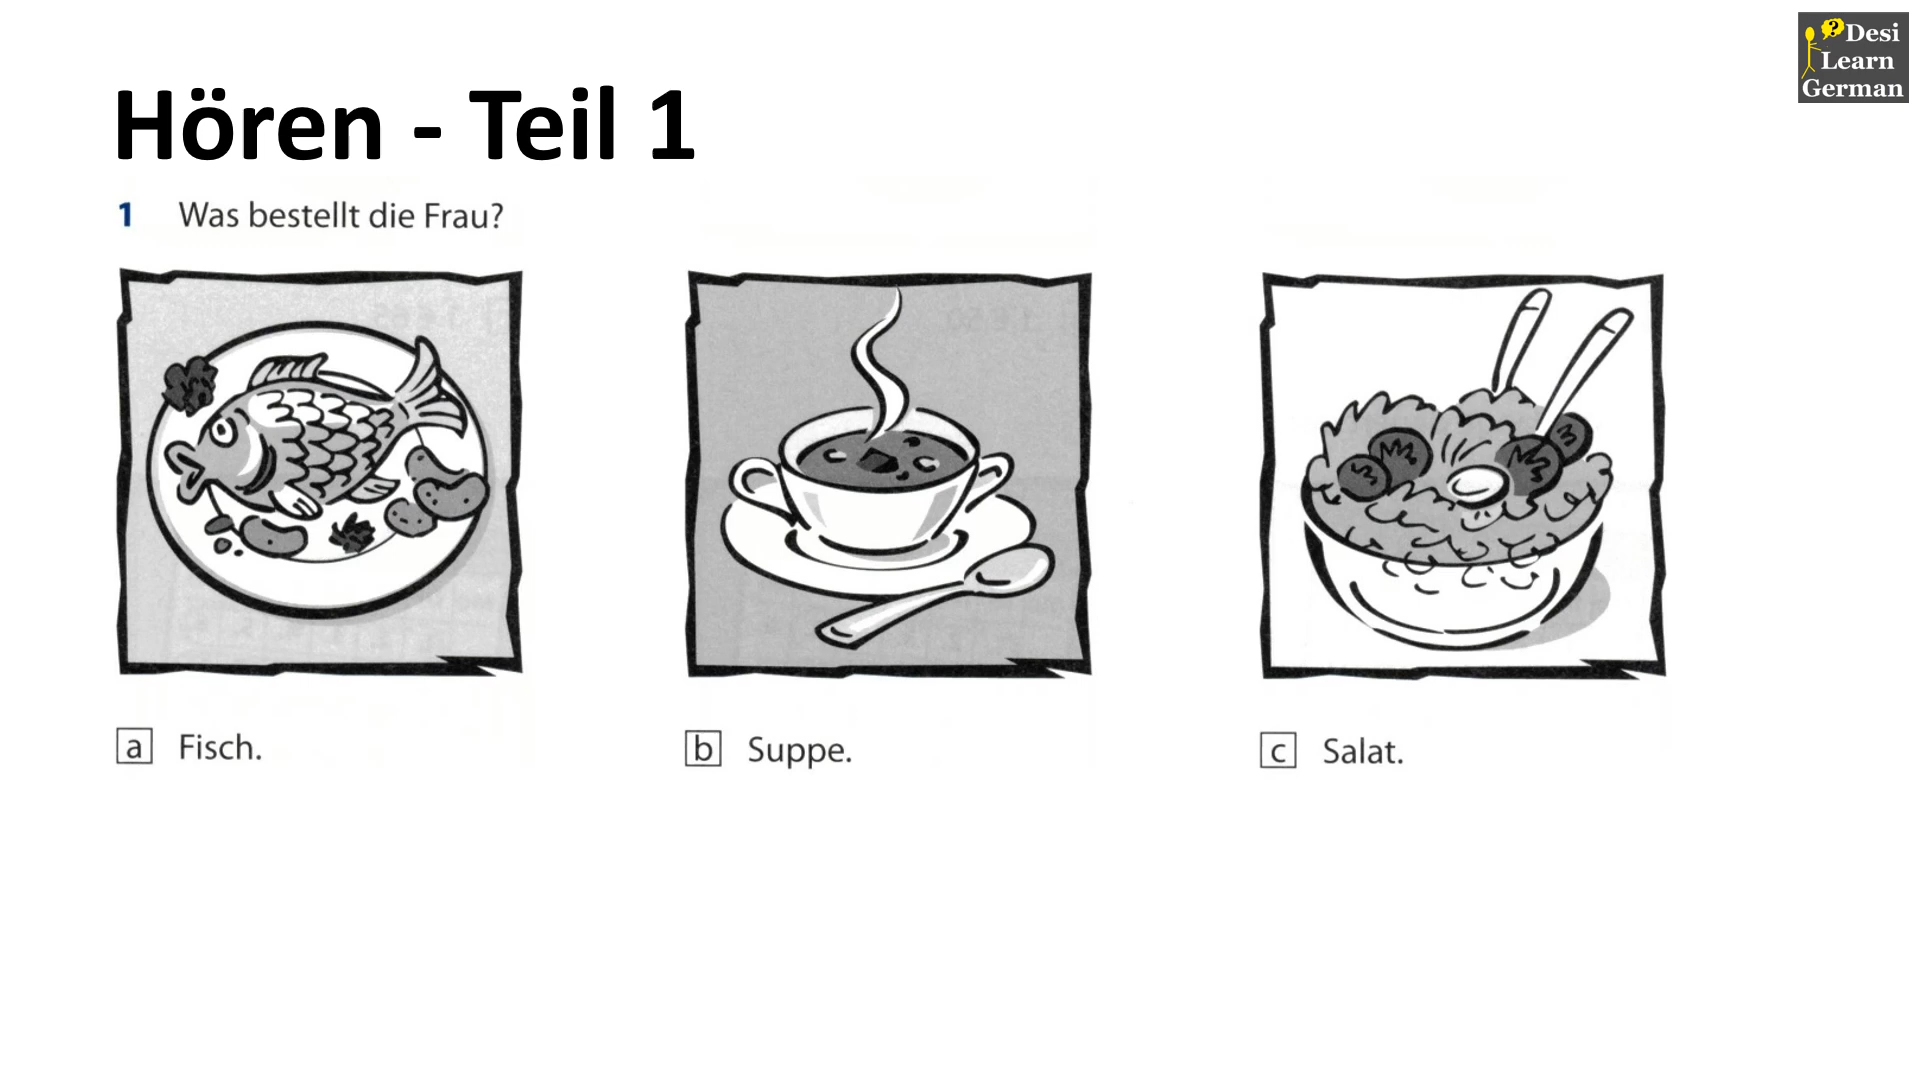 Desi
Learn
German
Hören - Teil 1
1 Was bestellt die Frau?
a Fisch.
b Suppe.
c Salat.